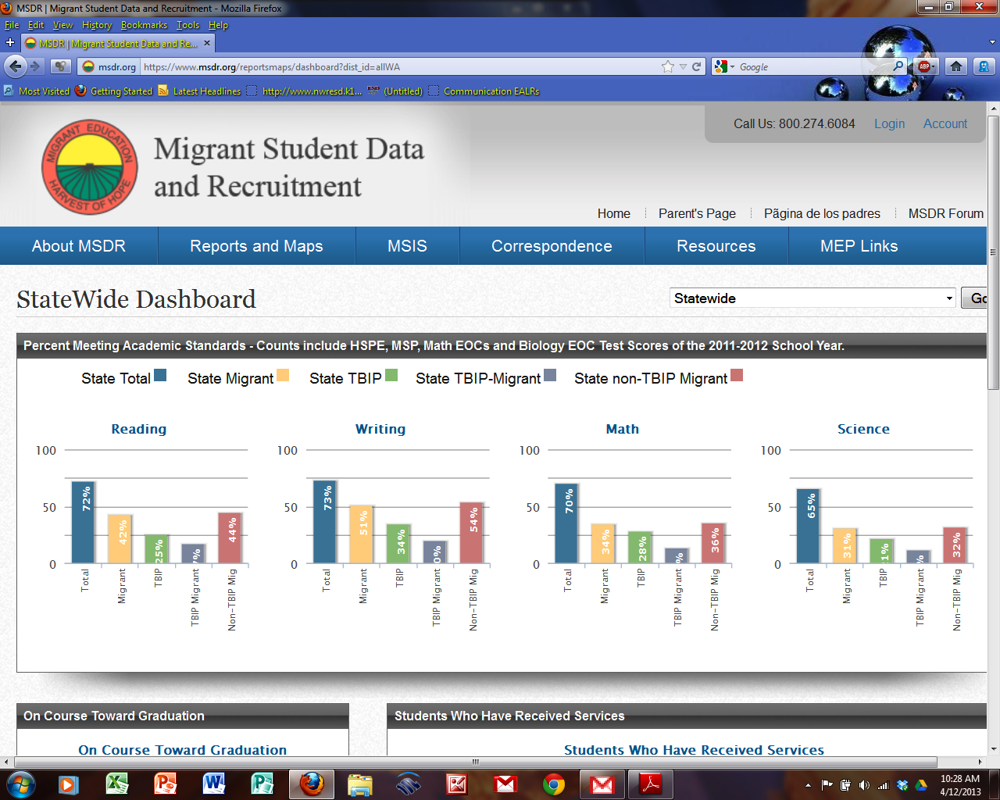 MSDR | Migrant Student Data and Recruitment - Mozilla Firefox
File Edit View History Bookmarks Tools Help
MSDR | Migrant Student Data and Re...
msdr.org https://www.msdr.org/reportsmaps/dashboard?dist_id=allWA Google ABP
Most Visited Getting Started Latest Headlines http://www.nwresd.k1... (Untitled) Communication EALRs
Call Us: 800.274.6084 Login Account
MIGRANT EDUCATION
HARVEST OF HOPE
Migrant Student Data
and Recruitment
Home Parent's Page Pãgina de los padres MSDR Forum
About MSDR Reports and Maps MSIS Correspondence Resources MEP Links
StateWide Dashboard Statewide
Percent Meeting Academic Standards - Counts include HSPE, MSP, Math EOCs and Biology EOC Test Scores of the 2011-2012 School Year.
State Total State Migrant State TBIP State TBIP-Migrant State non-TBIP Migrant
Reading
100
50
0
72%
42%
25%
44%
Total
Migrant
TBIP
TBIP Migrant
Non-TBIP Mig
Writing
100
50
0
73%
51%
34%
54%
Total
Migrant
TBIP
TBIP Migrant
Non-TBIP Mig
Math
100
50
0
70%
34%
28%
36%
Total
Migrant
TBIP
TBIP Migrant
Non-TBIP Mig
Science
100
50
0
65%
31%
32%
Total
Migrant
TBIP
TBIP Migrant
Non-TBIP Mig
On Course Toward Graduation
On Course Toward Graduation
Students Who Have Received Services
Students Who Have Received Services
10:28 AM
4/12/2013